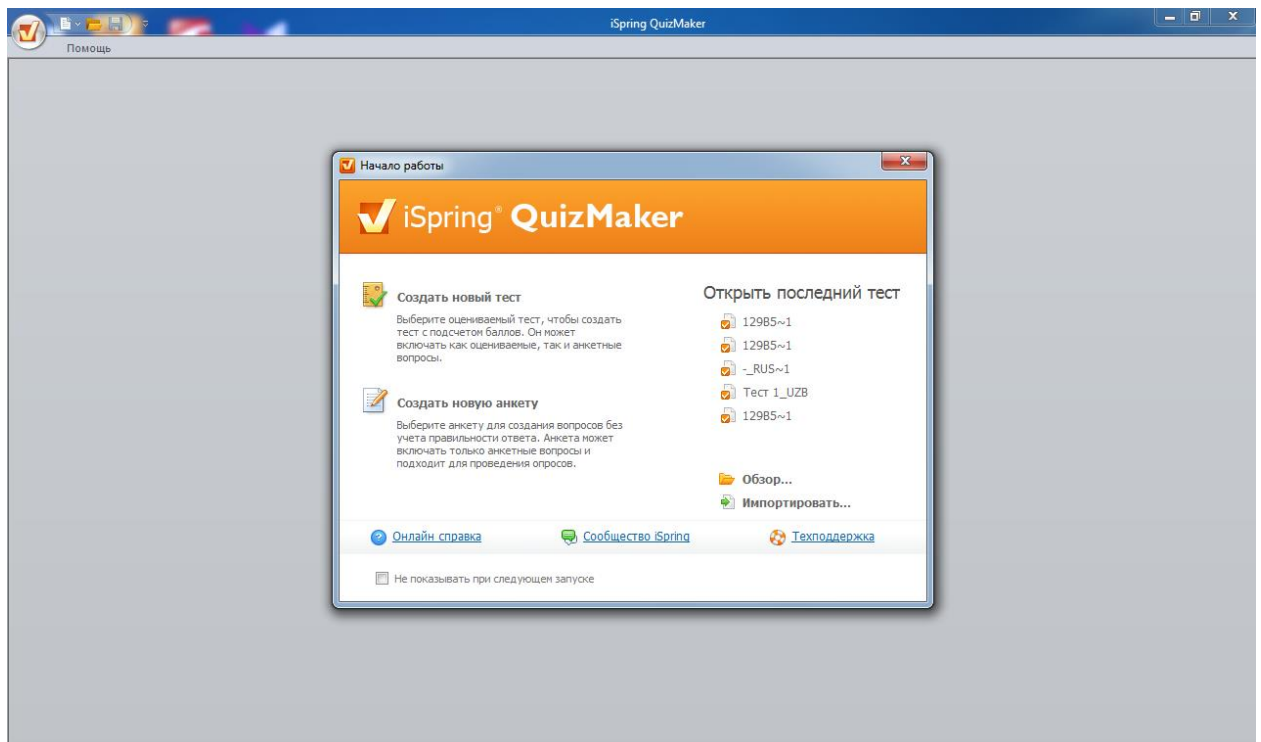 iSpring QuizMaker
Помощь
Начало работы
iSpring® QuizMaker
Создать новый тест
Выберите оцениваемый тест, чтобы создать
тест с подсчетом баллов. Он может
включать как оцениваемые, так и анкетные
вопросы.
Создать новую анкету
Выберите анкету для создания вопросов без
учета правильности ответа. Анкета может
включать только анкетные вопросы и
подходит для проведения опросов.
Открыть последний тест
129B5~1
129B5~1
-_RUS~1
Тест 1_UZB
129B5~1
Обзор...
Импортировать...
Онлайн справка
Сообщество iSpring
Техподдержка
Не показывать при следующем запуске